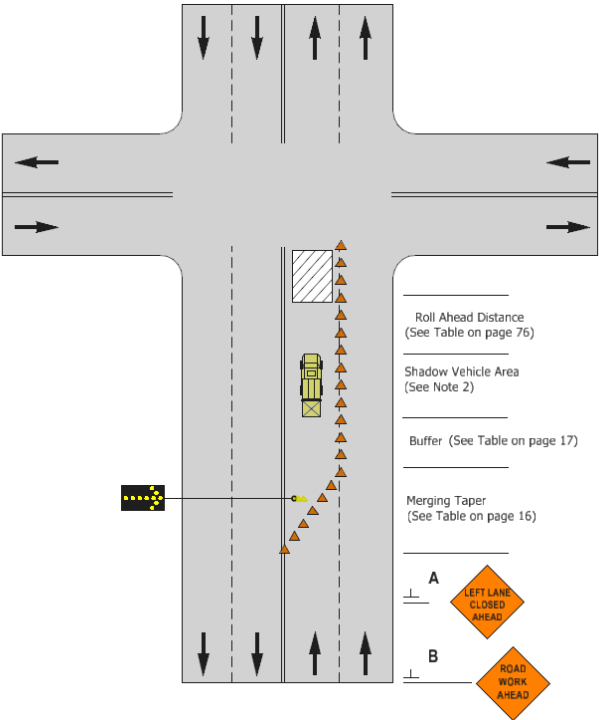 Roll Ahead Distance
(See Table on page 76)
Shadow Vehicle Area
(See Note 2)
Buffer (See Table on page 17)
Merging Taper
(See Table on page 16)
A
LEFT LANE
CLOSED
AHEAD
B
ROAD
WORK
AHEAD